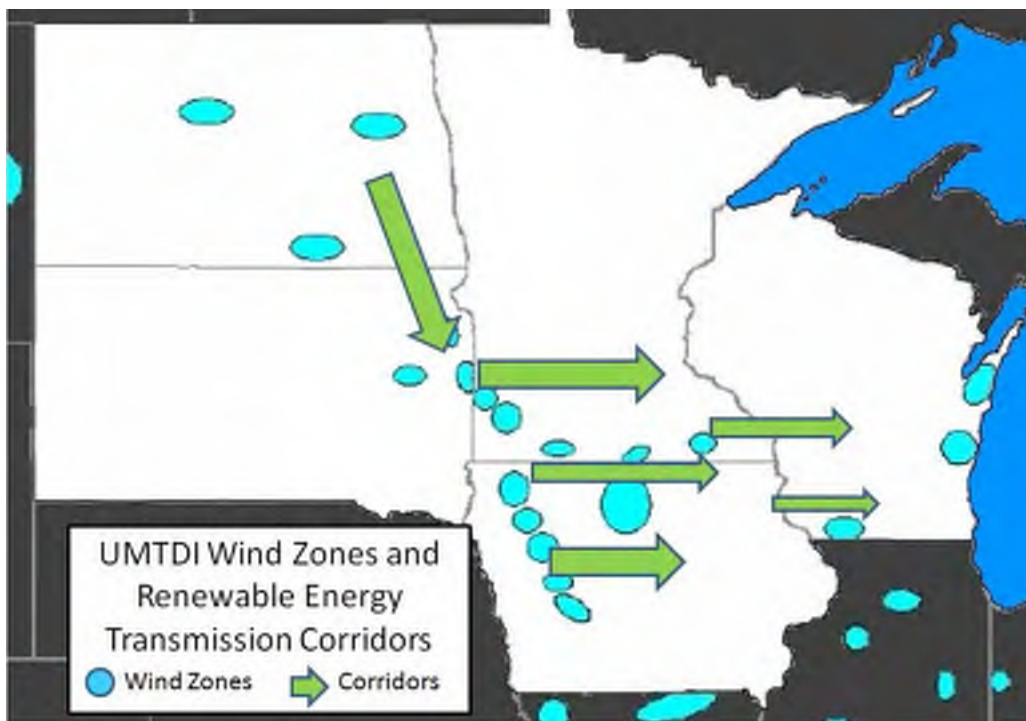 UMTDI Wind Zones and
Renewable Energy
Transmission Corridors
Wind Zones Corridors